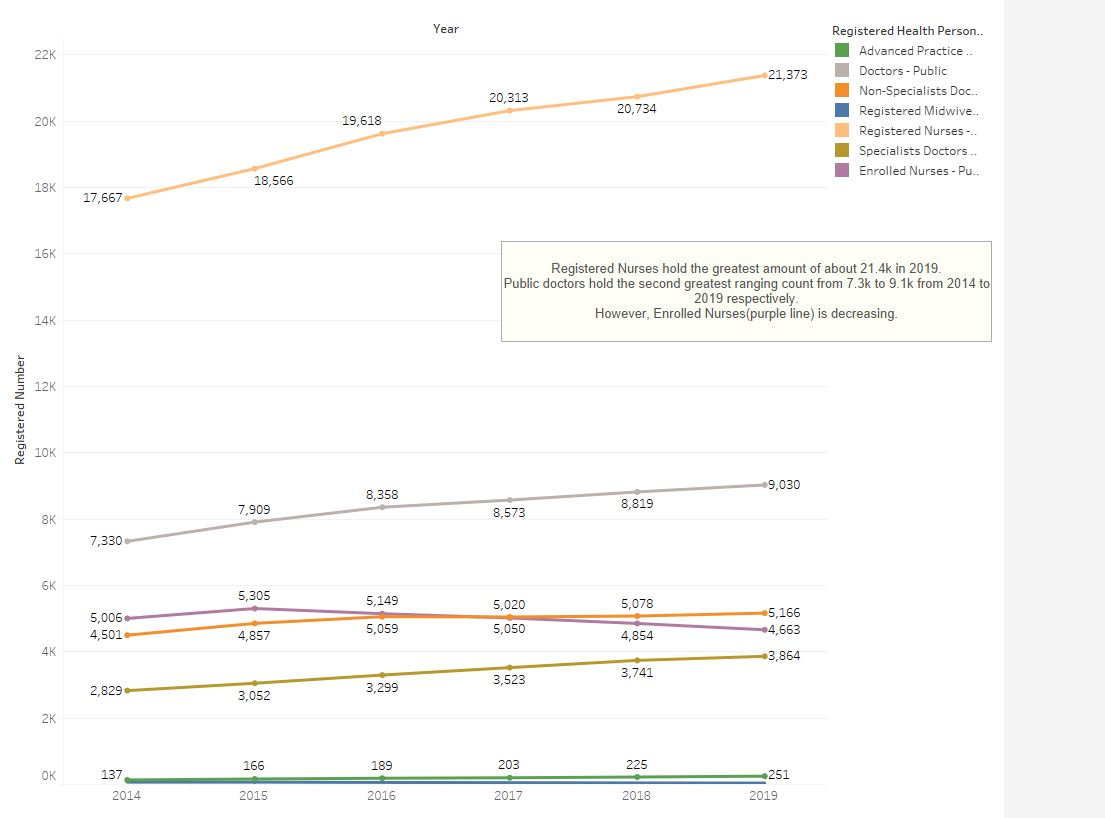 Year
Registered Health Person..
Advanced Practice ..
Doctors - Public
Non-Specialists Doc..
Registered Midwive..
Registered Nurses -..
Specialists Doctors ..
Enrolled Nurses - Pu..
Registered Number
22K
20K
18K
16K
14K
12K
10K
8K
6K
4K
2K
0K
17,667
18,566
19,618
20,313
20,734
21,373
Registered Nurses hold the greatest amount of about 21.4k in 2019.
Public doctors hold the second greatest ranging count from 7.3k to 9.1k from 2014 to
2019 respectively.
However, Enrolled Nurses(purple line) is decreasing.
7,330
7,909
8,358
8,573
8,819
9,030
5,006
5,305
5,149
5,020
5,078
5,166
4,501
4,857
5,059
5,050
4,854
4,663
2,829
3,052
3,299
3,523
3,741
3,864
137
166
189
203
225
251
2014
2015
2016
2017
2018
2019